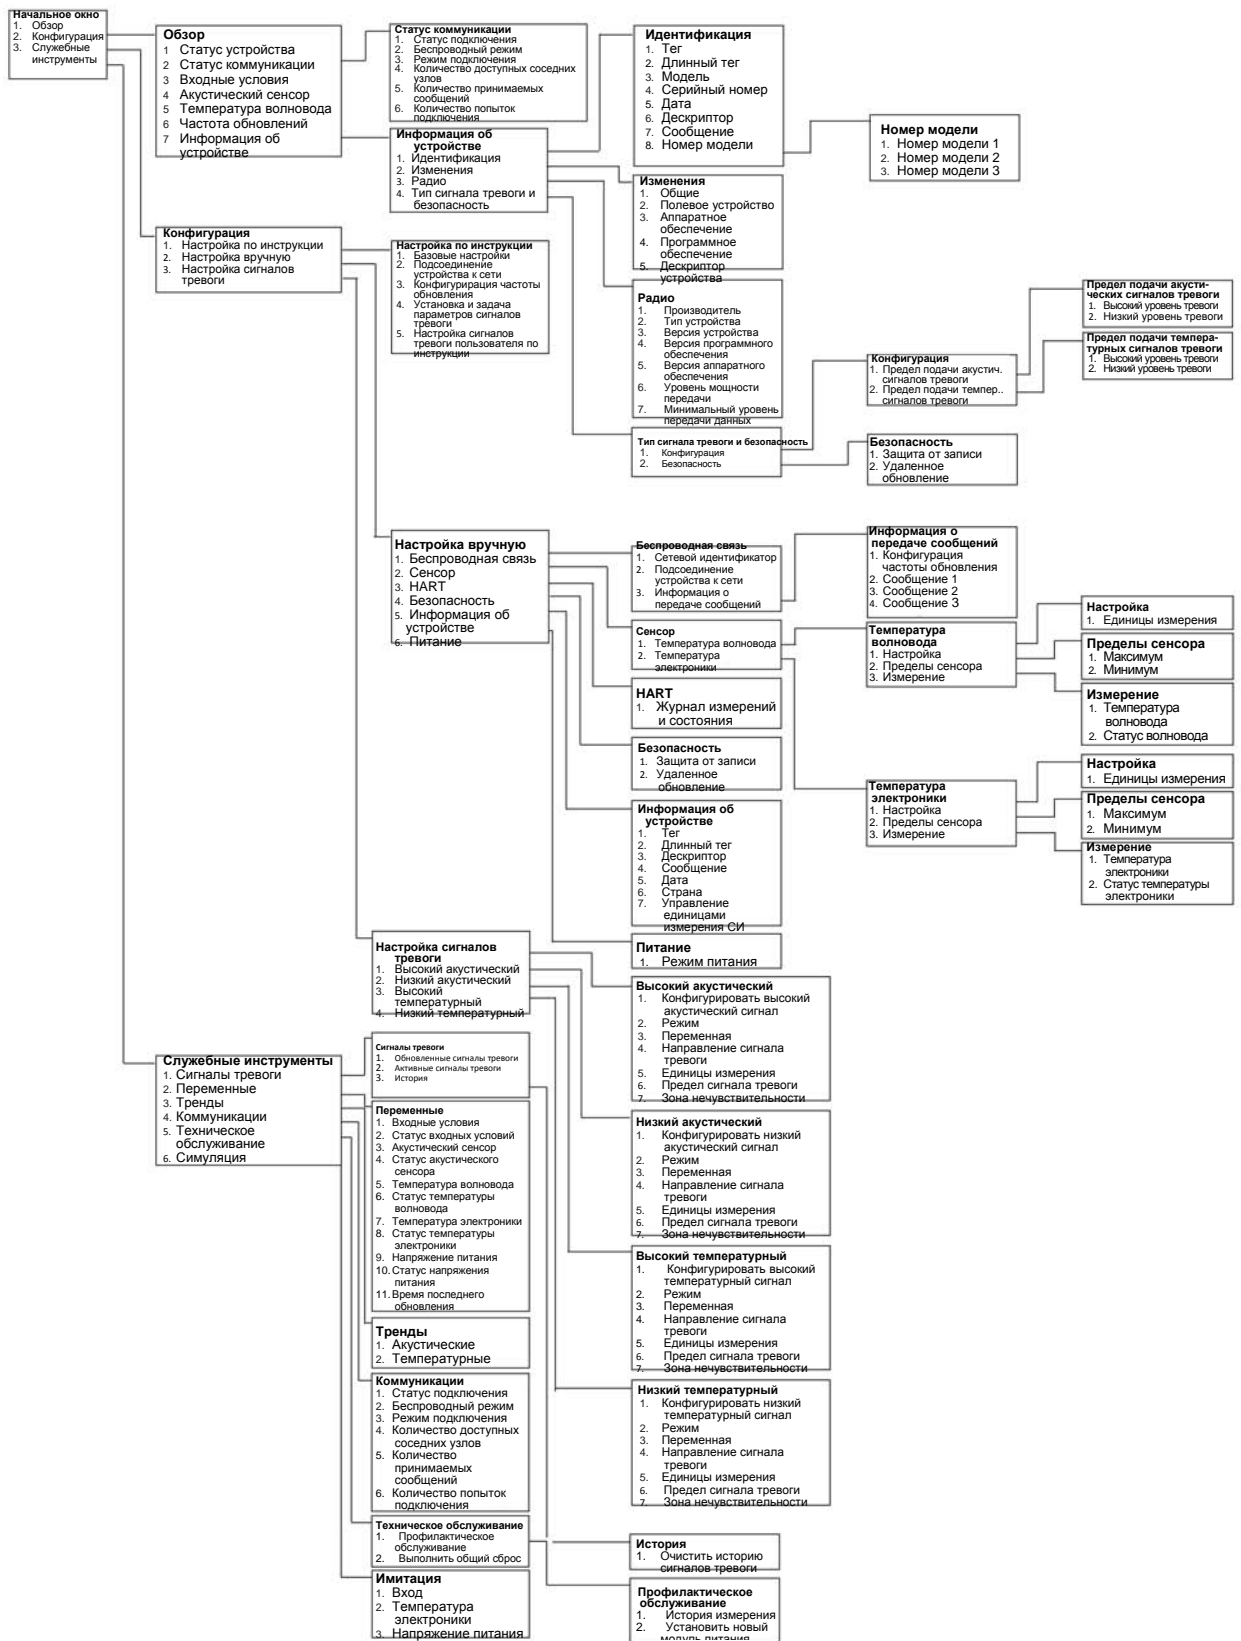 Начальное окно
1. Обзор
2. Конфигурация
3. Служебные
инструменты
Обзор
1 Статус устройства
2 Статус коммуникации
3 Входные условия
4 Акустический сенсор
5 Температура волновода
6 Частота обновлений
7 Информация об
устройстве
Статус коммуникации
1. Статус подключения
2. Беспроводный режим
3. Режим подключения
4. Количество доступных соседних
узлов
5. Количество принимаемых
сообщений
6. Количество попыток
подключения
Информация об
устройстве
1. Идентификация
2. Изменения
3. Радио
4. Тип сигнала тревоги и
безопасность
Идентификация
1. Тег
2. Длинный тег
3. Модель
4. Серийный номер
5. Дата
6. Дескриптор
7. Сообщение
8. Номер модели
Номер модели
1. Номер модели 1
2. Номер модели 2
3. Номер модели 3
Изменения
1. Общие
2. Полевое устройство
3. Аппаратное
обеспечение
4. Программное
обеспечение
5. Дескриптор
устройства
Радио
1. Производитель
2. Тип устройства
3. Версия устройства
4. Версия программного
обеспечения
5. Версия аппаратного
обеспечения
6. Уровень мощности
передачи
7. Минимальный уровень
передачи данных
Тип сигнала тревоги и безопасность
1. Конфигурация
2. Безопасность
Конфигурация
1. Предел подачи акустич.
сигналов тревоги
2. Предел подачи темпер..
сигналов тревоги
Предел подачи акусти-
ческих сигналов тревоги
1. Высокий уровень тревоги
2. Низкий уровень тревоги
Предел подачи темпера-
турных сигналов тревоги
1. Высокий уровень тревоги
2. Низкий уровень тревоги
Безопасность
1. Защита от записи
2. Удаленное
обновление
Конфигурация
1. Настройка по инструкции
2. Настройка вручную
3. Настройка сигналов
тревоги
Настройка по инструкции
1. Базовые настройки
2. Подсоединение
устройства к сети
3. Конфигурирация частоты
обновления
4. Установка и задача
параметров сигналов
тревоги
5. Настройка сигналов
тревоги пользователя по
инструкции
Настройка вручную
1. Беспроводная связь
2. Сенсор
3. HART
4. Безопасность
5. Информация об
устройстве
6. Питание
Беспроводная связь
1. Сетевой идентификатор
2. Подсоединение
устройства к сети
3. Информация о
передаче сообщений
Информация о
передаче сообщений
1. Конфигурация
частоты обновления
2. Сообщение 1
3. Сообщение 2
4. Сообщение 3
Сенсор
1. Температура волновода
2. Температура
электроники
Температура
волновода
1. Настройка
2. Пределы сенсора
3. Измерение
Настройка
1. Единицы измерения
Пределы сенсора
1. Максимум
2. Минимум
Измерение
1. Температура
волновода
2. Статус волновода
HART
1. Журнал измерений
и состояния
Безопасность
1. Защита от записи
2. Удаленное
обновление
Температура
электроники
1. Настройка
2. Пределы сенсора
3. Измерение
Настройка
1. Единицы измерения
Пределы сенсора
1. Максимум
2. Минимум
Измерение
1. Температура
электроники
2. Статус температуры
электроники
Информация об
устройстве
1. Тег
2. Длинный тег
3. Дескриптор
4. Сообщение
5. Дата
6. Страна
7. Управление
единицами
измерения СИ
Питание
1. Режим питания
Настройка сигналов
тревоги
1. Высокий акустический
2. Низкий акустический
3. Высокий
температурный
4. Низкий температурный
Высокий акустический
1. Конфигурировать высокий
акустический сигнал
2. Режим
3. Переменная
4. Направление сигнала
тревоги
5. Единицы измерения
6. Предел сигнала тревоги
7. Зона нечувствительности
Низкий акустический
1. Конфигурировать низкий
акустический сигнал
2. Режим
3. Переменная
4. Направление сигнала
тревоги
5. Единицы измерения
6. Предел сигнала тревоги
7. Зона нечувствительности
Высокий температурный
1. Конфигурировать высокий
температурный сигнал
2. Режим
3. Переменная
4. Направление сигнала
тревоги
5. Единицы измерения
6. Предел сигнала тревоги
7. Зона нечувствительности
Низкий температурный
1. Конфигурировать низкий
температурный сигнал
2. Режим
3. Переменная
4. Направление сигнала
тревоги
5. Единицы измерения
6. Предел сигнала тревоги
7. Зона нечувствительности
Служебные инструменты
1. Сигналы тревоги
2. Переменные
3. Тренды
4. Коммуникации
5. Техническое
обслуживание
6. Симуляция
Сигналы тревоги
1. Обновленные сигналы тревоги
2. Активные сигналы тревоги
3. История
Переменные
1. Входные условия
2. Статус входных условий
3. Акустический сенсор
4. Статус акустического
сенсора
5. Температура волновода
6. Статус температуры
волновода
7. Температура электроники
8. Статус температуры
электроники
9. Напряжение питания
10. Статус напряжения
питания
11. Время последнего
обновления
Тренды
1. Акустические
2. Температурные
Коммуникации
1. Статус подключения
2. Беспроводный режим
3. Режим подключения
4. Количество доступных
соседних узлов
5. Количество
принимаемых
сообщений
6. Количество попыток
подключения
Техническое обслуживание
1. Профилактическое
обслуживание
2. Выполнить общий сброс
Имитация
1. Вход
2. Температура
электроники
3. Напряжение питания
История
1. Очистить историю
сигналов тревоги
Профилактическое
обслуживание
1. История измерения
2. Установить новый
модуль питания